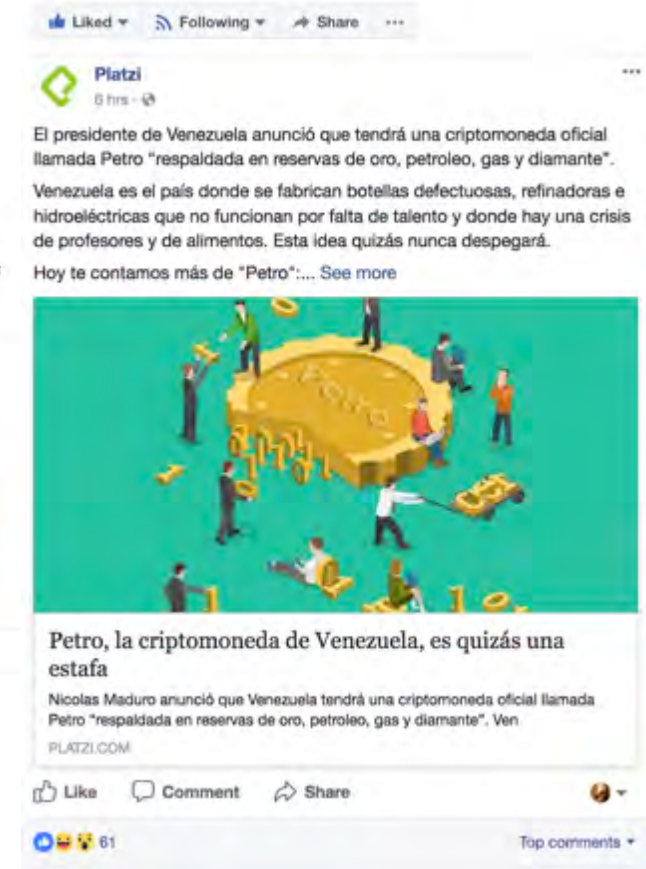 Liked Following Share
Platzi
6 hrs ·
El presidente de Venezuela anunció que tendrá una criptomoneda oficial
llamada Petro "respaldada en reservas de oro, petroleo, gas y diamante".
Venezuela es el país donde se fabrican botellas defectuosas, refinadoras e
hidroeléctricas que no funcionan por falta de talento y donde hay una crisis
de profesores y de alimentos. Esta idea quizás nunca despegará.
Hoy te contamos más de "Petro":... See more
Petro
Petro, la criptomoneda de Venezuela, es quizás una
estafa
Nicolas Maduro anunció que Venezuela tendrá una criptomoneda oficial llamada
Petro "respaldada en reservas de oro, petroleo, gas y diamante". Ven
PLATZI.COM
Like Comment Share
61 Top comments